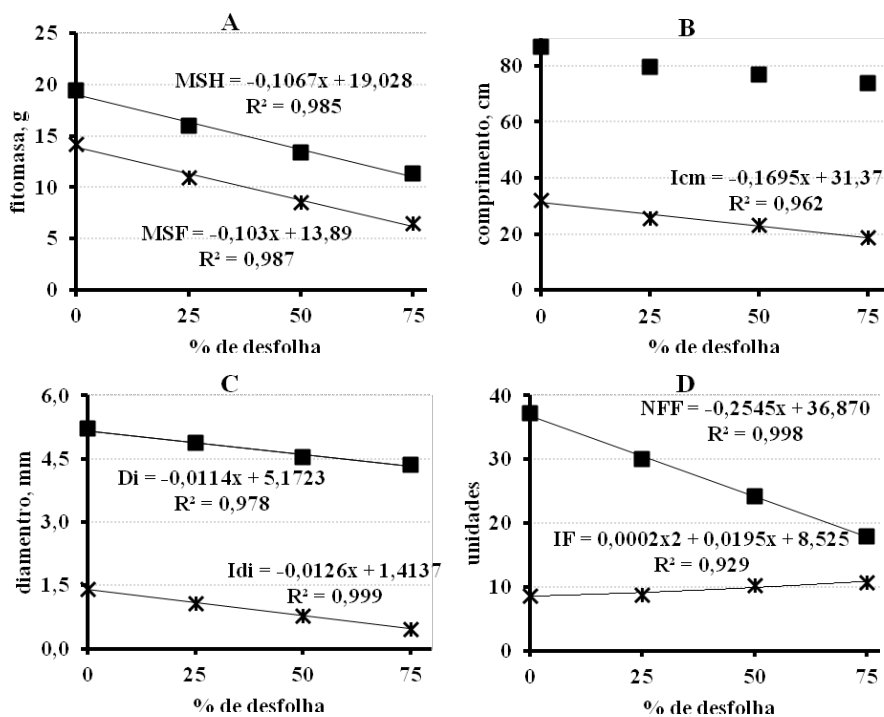 A
25
20
15
10
5
0
fitomasa, g
MSH = -0,1067x + 19,028
R² = 0,985
MSF = -0,103x + 13,89
R² = 0,987
0 25 50 75
% de desfolha
B
80
60
40
20
0
comprimento, cm
Icm = -0,1695x + 31,37
R² = 0,962
0 25 50 75
% de desfolha
C
6,0
4,5
3,0
1,5
0,0
diamentro, mm
Di = -0,0114x + 5,1723
R² = 0,978
Idi = -0,0126x + 1,4137
R² = 0,999
0 25 50 75
% de desfolha
D
40
30
20
10
0
unidades
NFF = -0,2545x + 36,870
R² = 0,998
IF = 0,0002x2 + 0,0195x + 8,525
R² = 0,929
0 25 50 75
% de desfolha